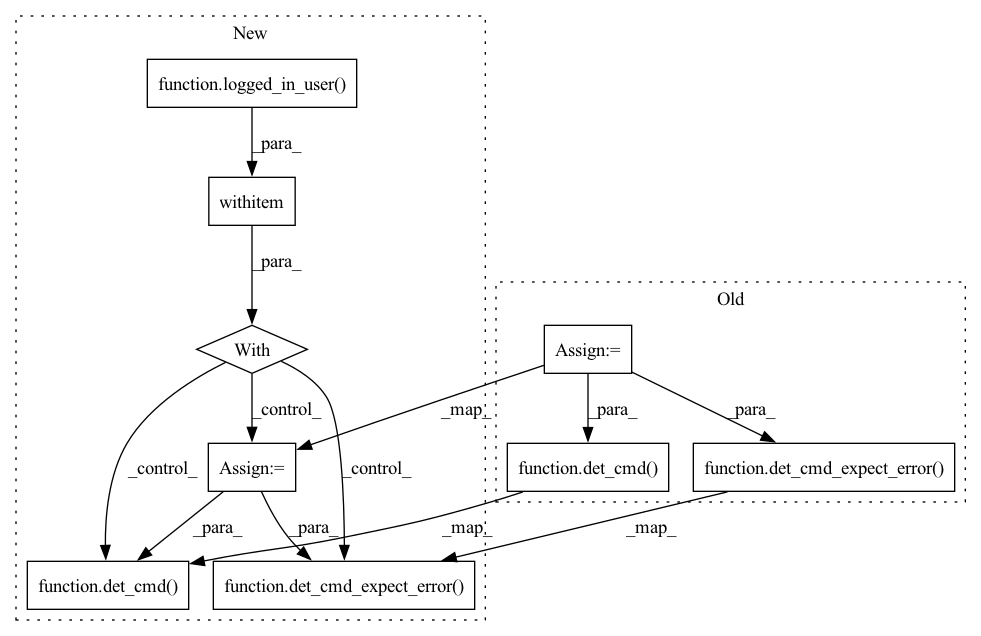 New
function.logged_in_user()
_para_
withitem
_para_
Old
With
Assign:=
_control_
_map_
_para_
_para_
_control_
Assign:=
_control_
function.det_cmd()
function.det_cmd_expect_error()
_para_
_para_
_map_
_map_
function.det_cmd()
function.det_cmd_expect_error()